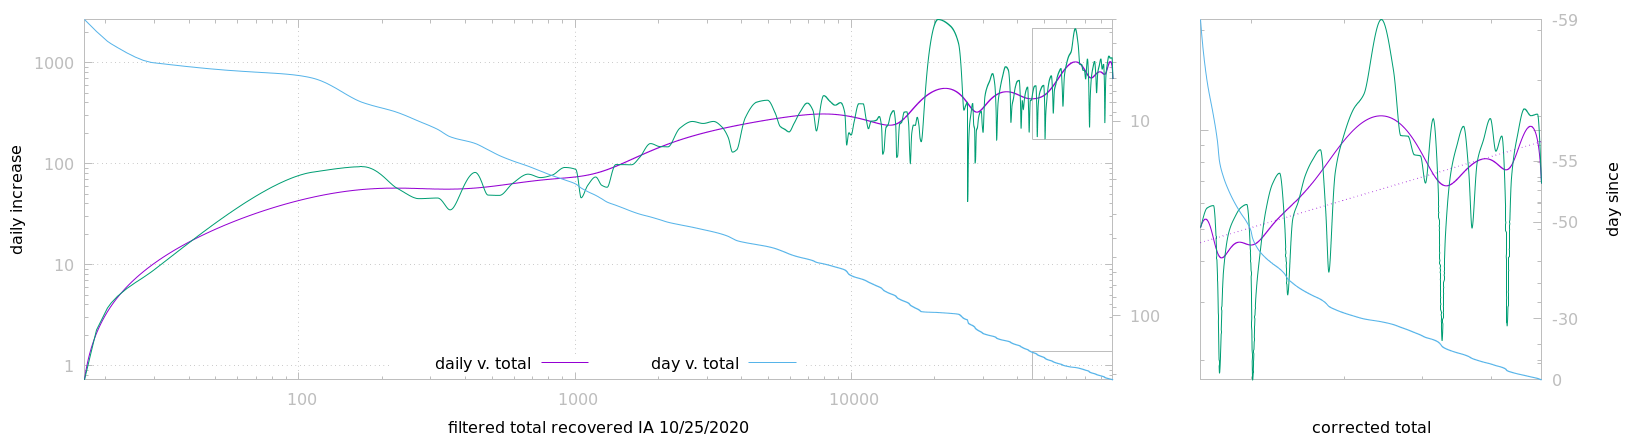 -59
1000
10
-55
daily increase
100
-50
day since
10
100
-30
1
daily v. total
day v. total
0
100
1000
10000
filtered total recovered IA 10/25/2020
corrected total